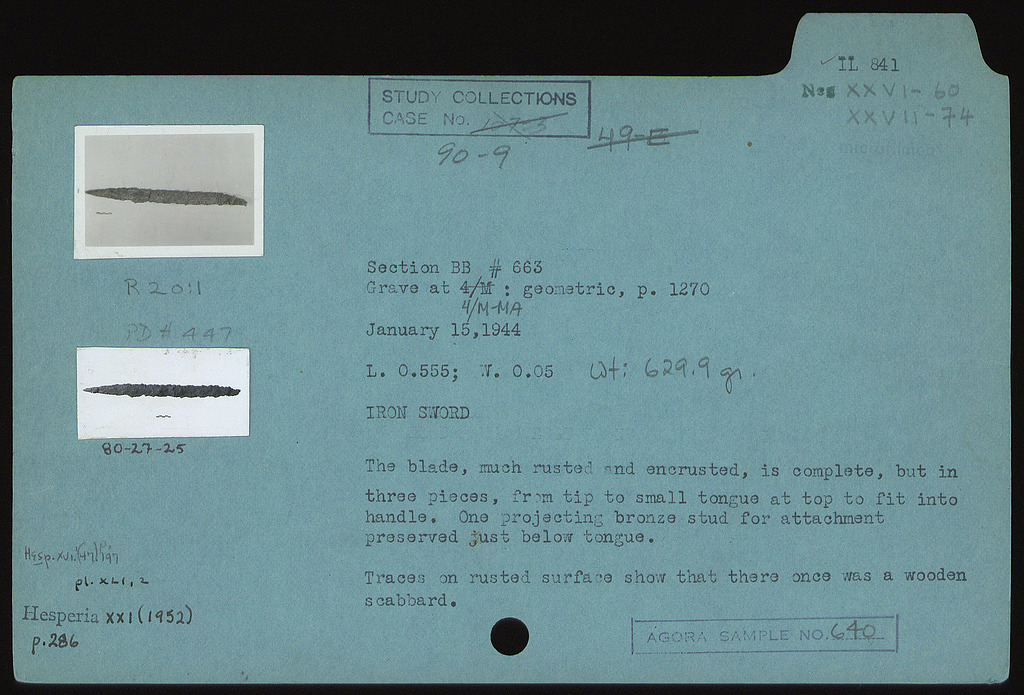 IL 841
Neg XXVI-60
XXVII-74
STUDY COLLECTIONS
CASE No.
49-E
90-9
R 20:1
PD # 447
80-27-25
Section BB # 663
Grave at 4/M : geometric, p. 1270
4/M-MA
January 15,1944
L. 0.555; W. 0.05 Wt: 629.9 gr.
IRON SWORD
The blade, much rusted and encrusted, is complete, but in
three pieces, from tip to small tongue at top to fit into
handle. One projecting bronze stud for attachment
preserved just below tongue.
Traces on rusted surface show that there once was a wooden
scabbard.
Hesp. XVI (47)
pl. XLI, 2
Hesperia XXI (1952)
p. 286
AGORA SAMPLE NO. 640